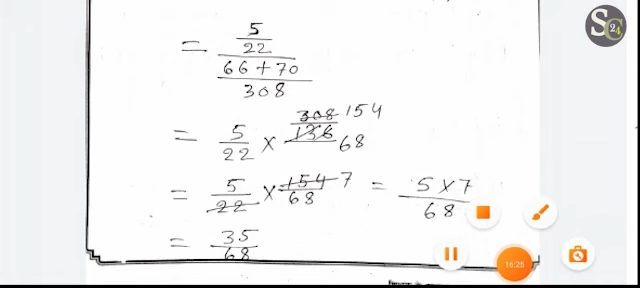 SC 24
= 5/22 / (66 + 70)/308
= 5/22 × 308/136 154 68
= 5/22 × 154/68 7 = 5 × 7/68
= 35/68
16:25